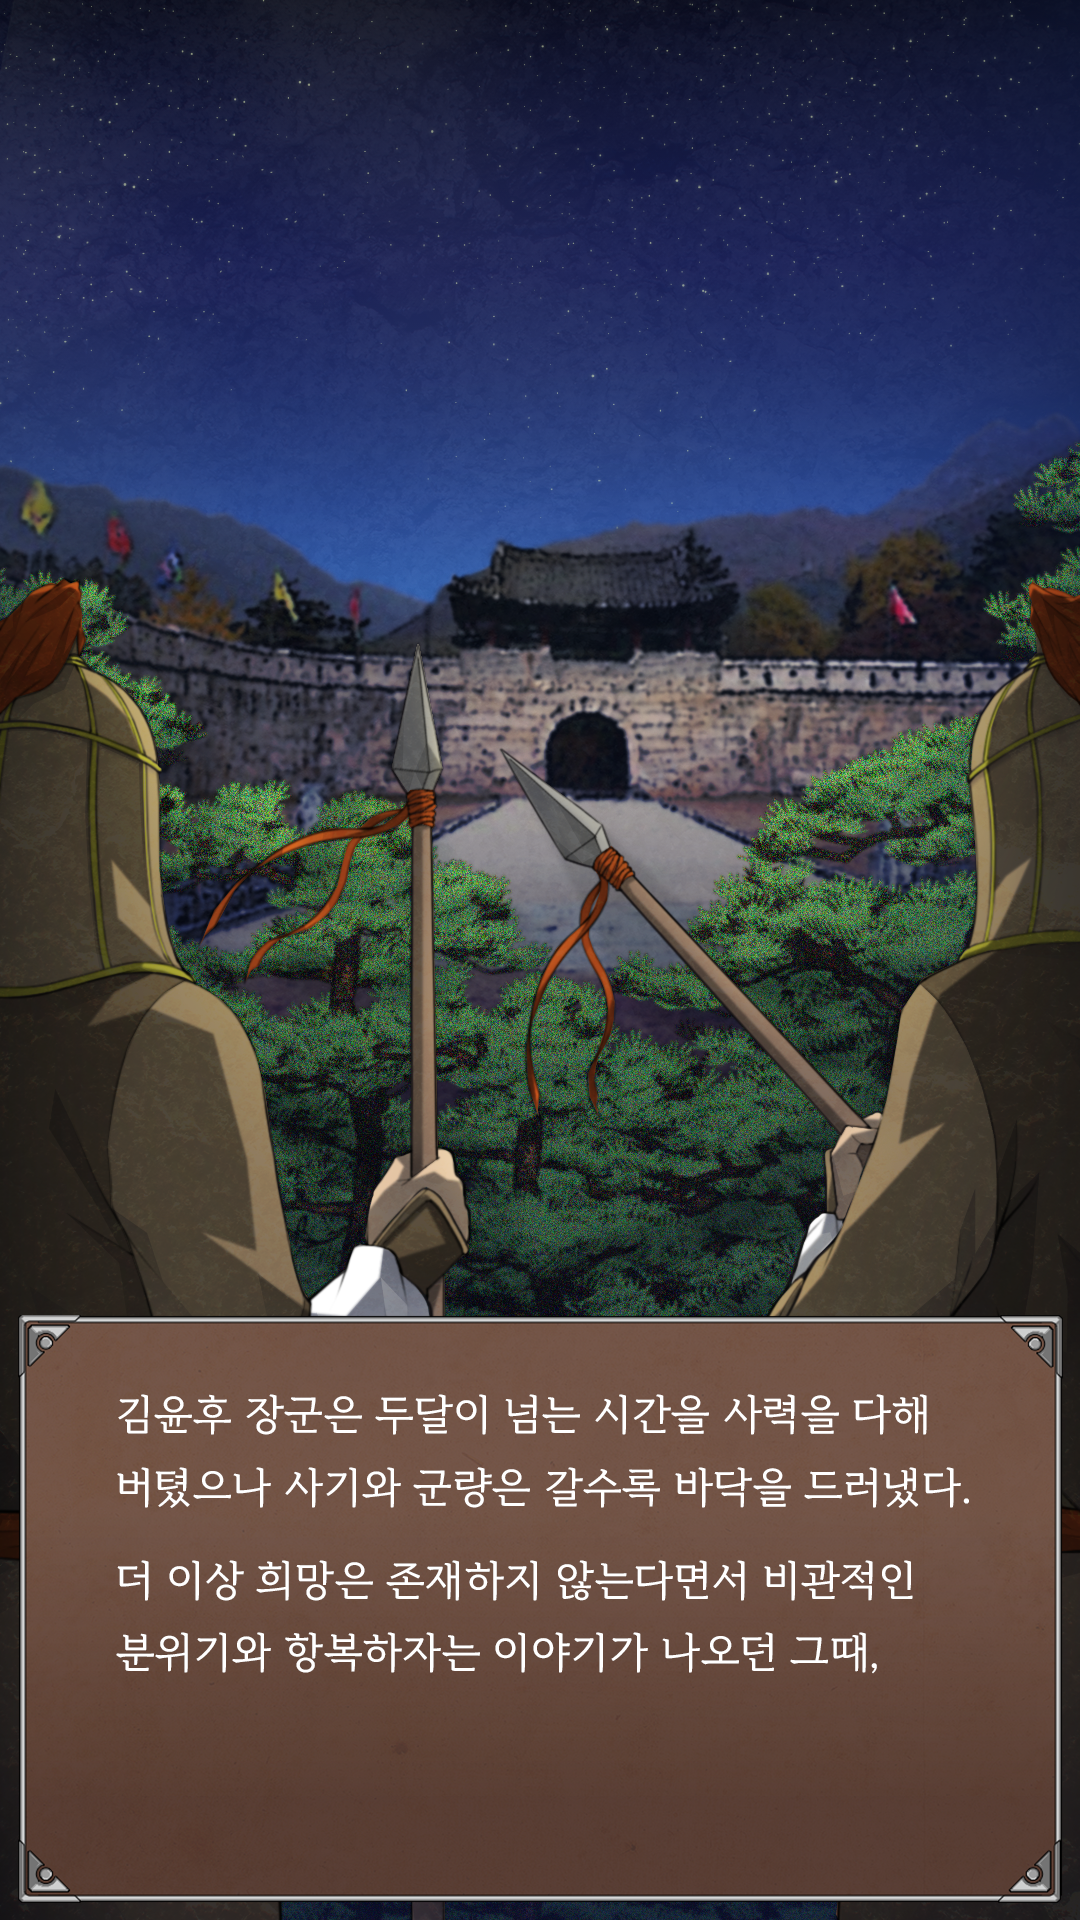 김윤후 장군은 두달이 넘는 시간을 사력을 다해
버텼으나 사기와 군량은 갈수록 바닥을 드러냈다.
더 이상 희망은 존재하지 않는다면서 비관적인
분위기와 항복하자는 이야기가 나오던 그때,